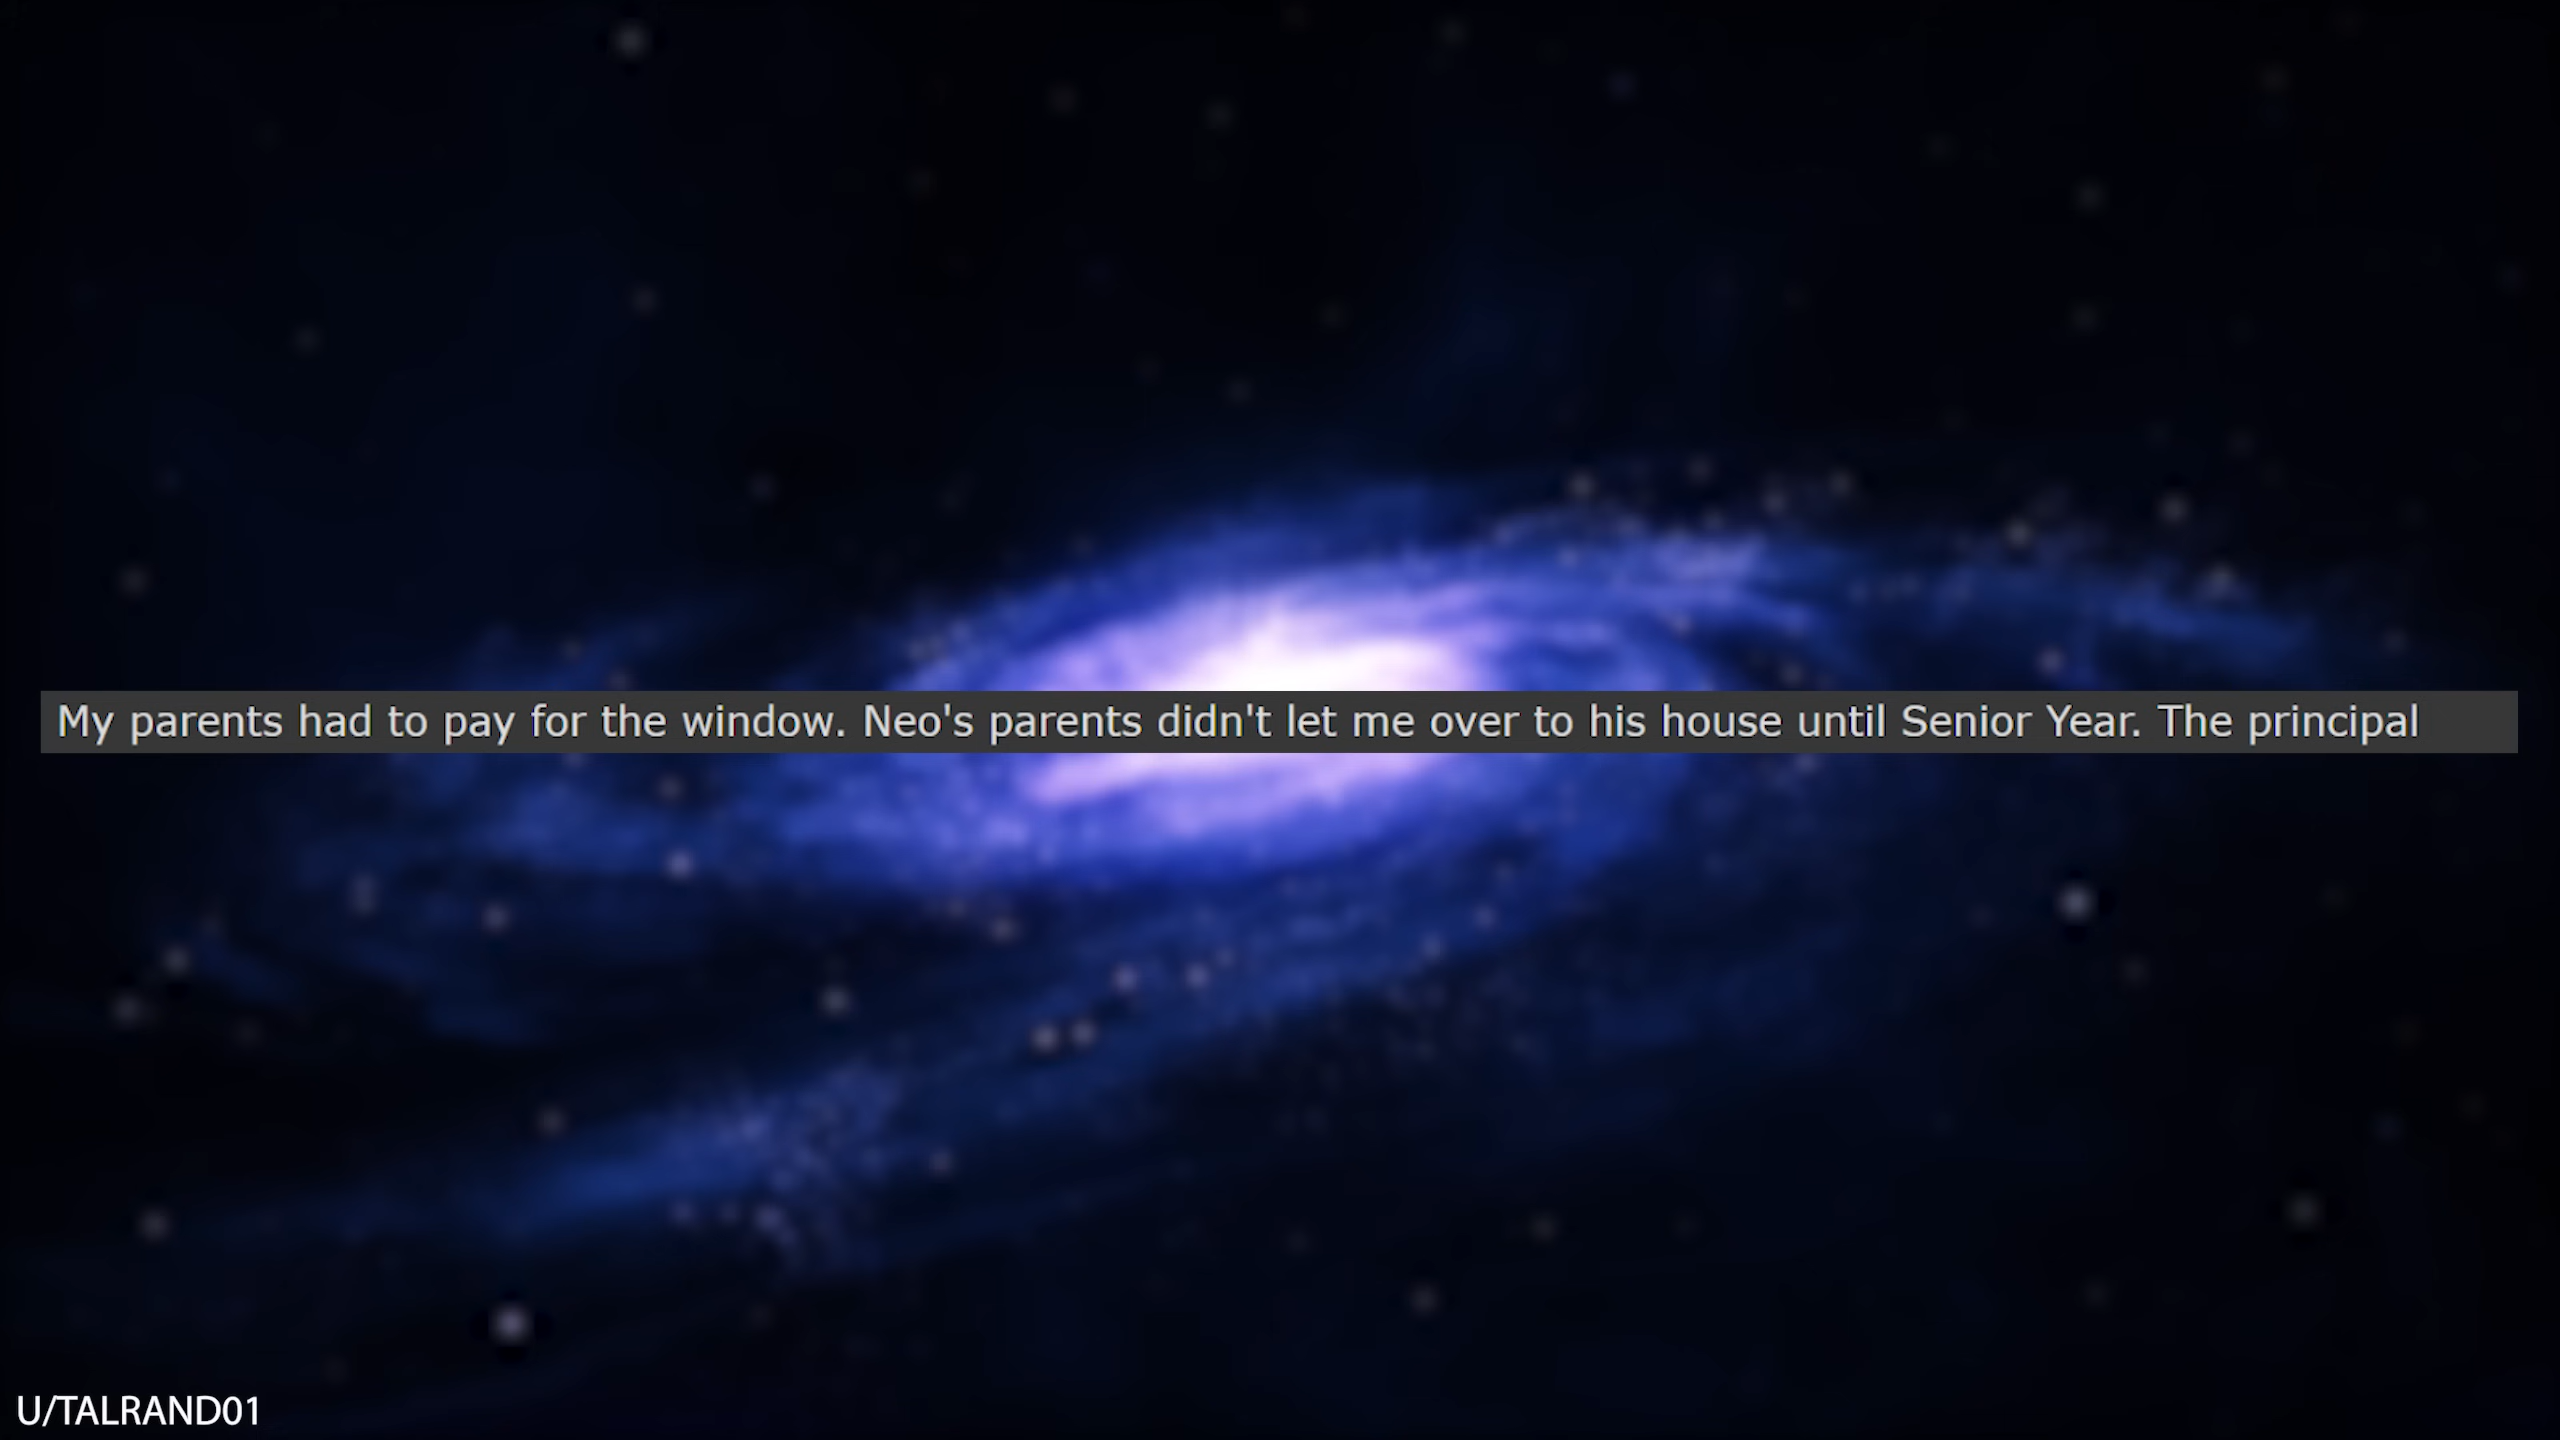 My parents had to pay for the window. Neo's parents didn't let me over to his house until Senior Year. The principal
U/TALRAND01